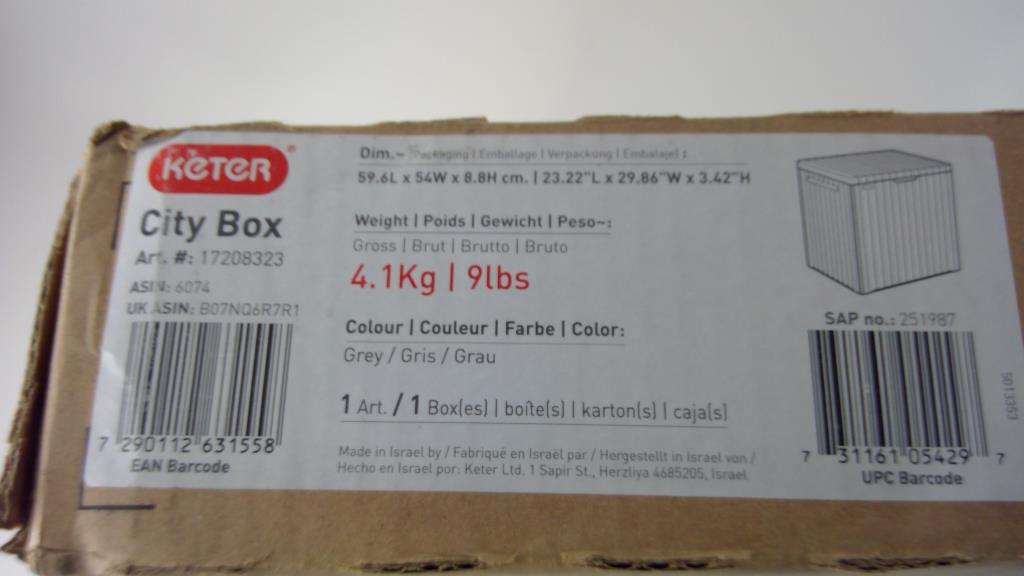 KETER®
City Box
Art. #: 17208323
ASIN: 6074
UK ASIN: B07NQ6R7R1
7 290112 631558
EAN Barcode
Dim.~ Packaging | Emballage | Verpackung | Embalaje| :
59.6L x 54W x 8.8H cm. | 23.22"L x 29.86"W x 3.42"H
Weight | Poids | Gewicht | Peso~:
Gross | Brut | Brutto | Bruto
4.1Kg | 9lbs
Colour | Couleur | Farbe | Color:
Grey / Gris / Grau
1 Art. / 1 Box(es) | boîte(s) | karton(s) | caja(s)
Made in Israel by / Fabriqué en Israël par / Hergestellt in Israel von /
Hecho en Israel por: Keter Ltd. 1 Sapir St., Herzliya 4685205, Israel
SAP no.: 251987
7 31161 05429 7
UPC Barcode
5013353